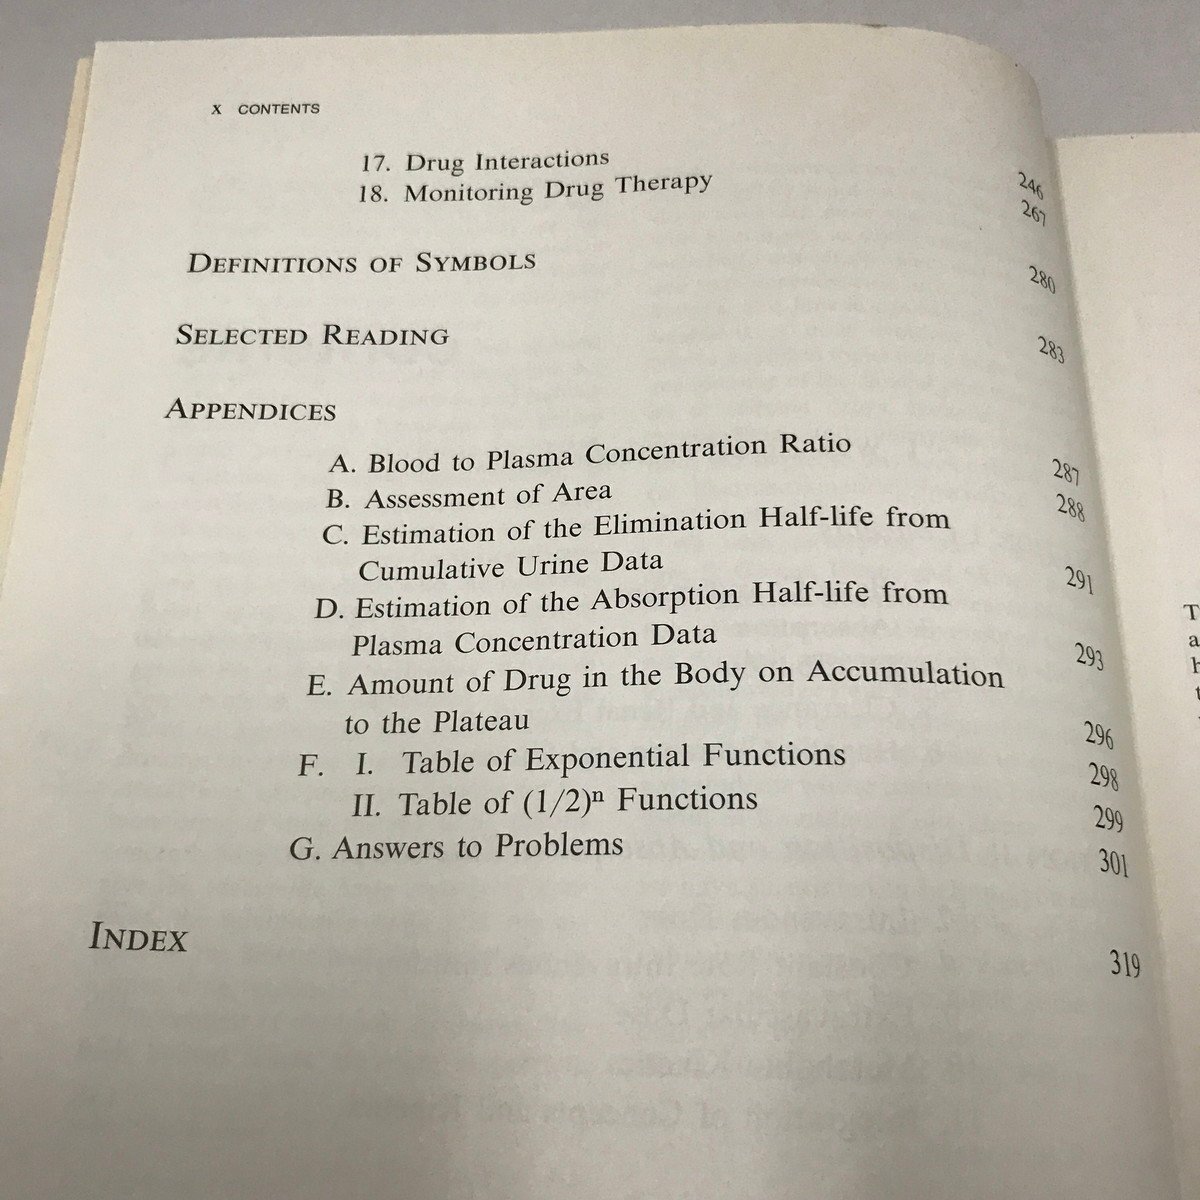 X CONTENTS
17. Drug Interactions 246
18. Monitoring Drug Therapy 267
DEFINITIONS OF SYMBOLS 280
SELECTED READING 283
APPENDICES
A. Blood to Plasma Concentration Ratio 287
B. Assessment of Area 288
C. Estimation of the Elimination Half-life from
Cumulative Urine Data 291
D. Estimation of the Absorption Half-life from
Plasma Concentration Data 293
E. Amount of Drug in the Body on Accumulation
to the Plateau 296
F. I. Table of Exponential Functions 298
II. Table of (1/2)ⁿ Functions 299
G. Answers to Problems 301
INDEX 319